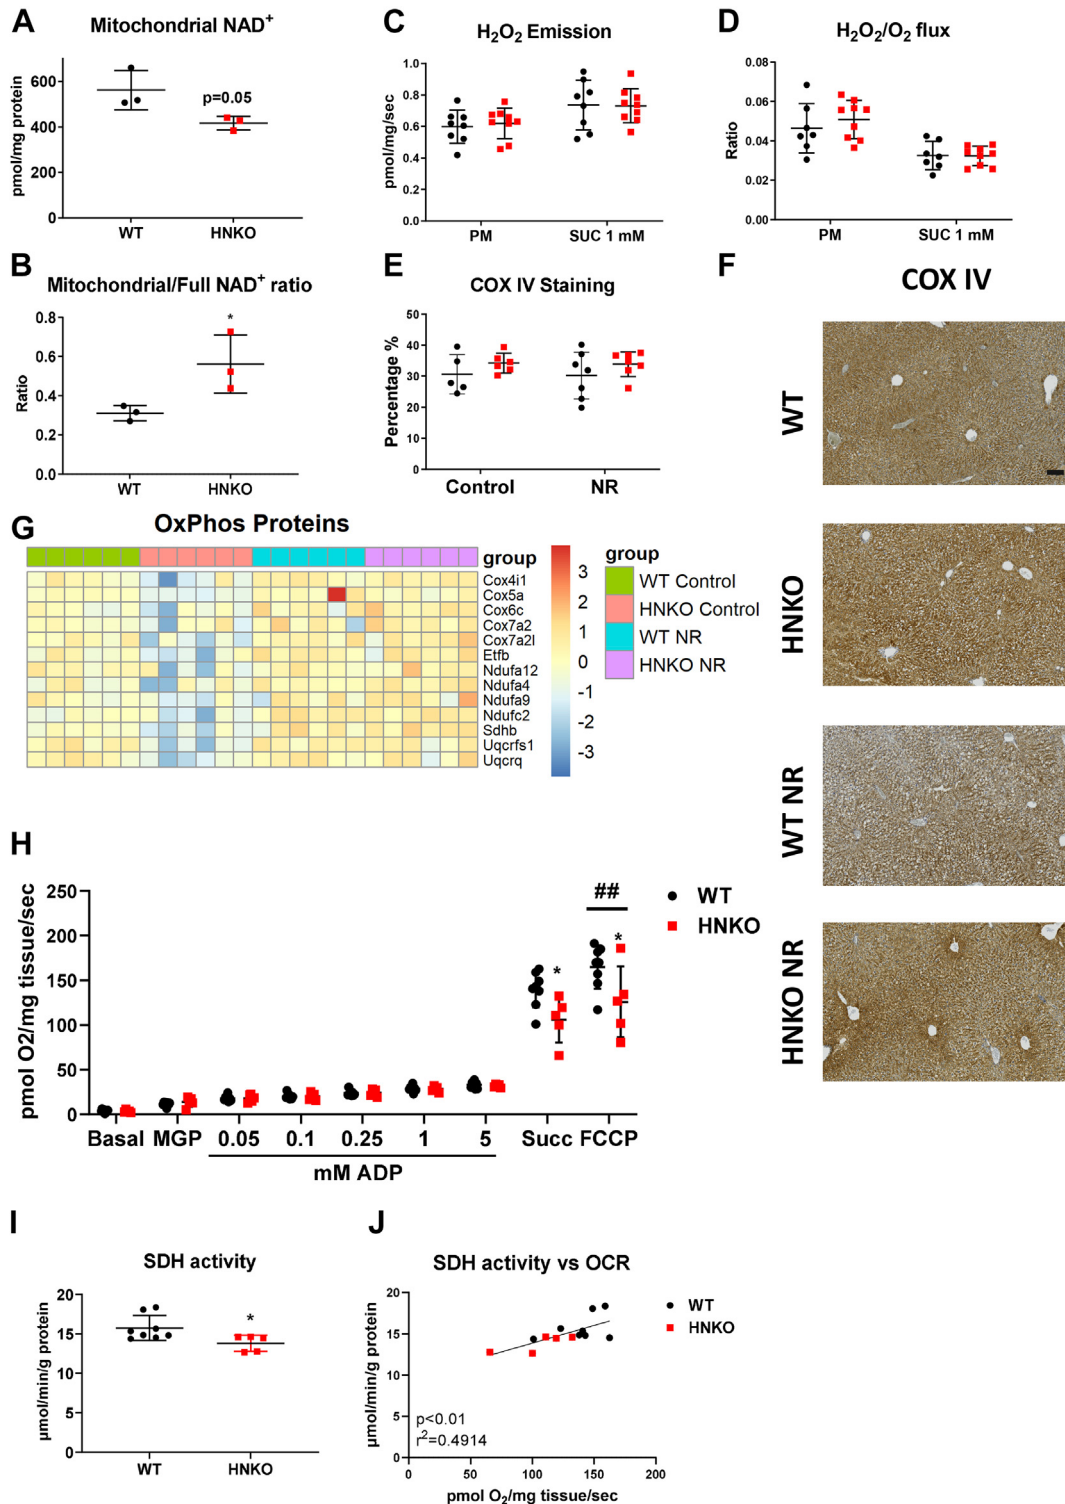 A
Mitochondrial NAD+
pmol/mg protein
600
400
200
0
p=0.05
WT
HNKO
B
Mitochondrial/Full NAD+ ratio
Ratio
0.8
0.6
0.4
0.2
0.0
*
WT
HNKO
C
H2O2 Emission
pmol/mg/sec
1.0
0.8
0.6
0.4
0.2
0.0
PM
SUC 1 mM
D
H2O2/O2 flux
Ratio
0.08
0.06
0.04
0.02
0.00
PM
SUC 1 mM
E
COX IV Staining
Percentage %
50
40
30
20
10
0
Control
NR
F
COX IV
WT
HNKO
WT NR
HNKO NR
G
OxPhos Proteins
group
Cox4i1
Cox5a
Cox6c
Cox7a2
Cox7a2l
Etfb
Ndufa12
Ndufa4
Ndufa9
Ndufc2
Sdhb
Uqcrfs1
Uqcrq
3
2
1
0
-1
-2
-3
group
WT Control
HNKO Control
WT NR
HNKO NR
H
pmol O2/mg tissue/sec
250
200
150
100
50
0
Basal MGP 0.05 0.1 0.25 1 5 Succ FCCP
mM ADP
*
##
*
WT
HNKO
I
SDH activity
µmol/min/g protein
20
15
10
5
0
*
WT
HNKO
J
SDH activity vs OCR
µmol/min/g protein
20
15
10
5
0
p<0.01
r2=0.4914
0 50 100 150 200
pmol O2/mg tissue/sec
WT
HNKO